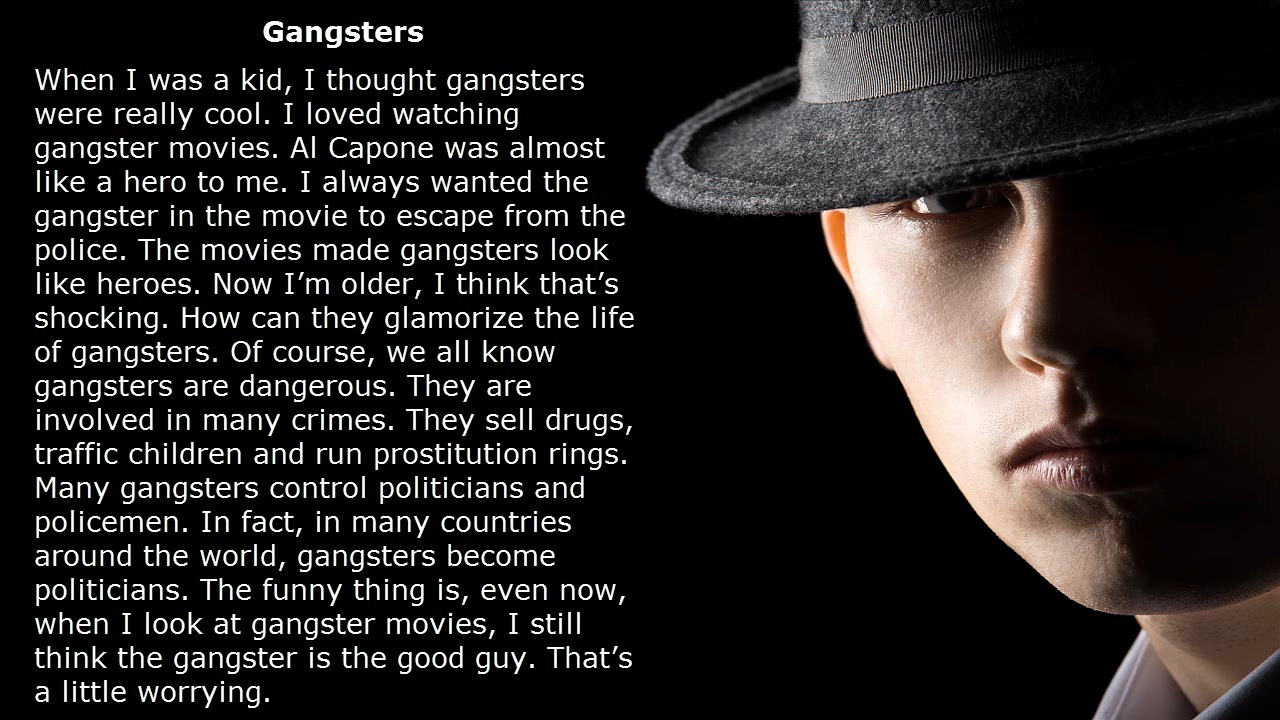 Gangsters
When I was a kid, I thought gangsters
were really cool. I loved watching
gangster movies. Al Capone was almost
like a hero to me. I always wanted the
gangster in the movie to escape from the
police. The movies made gangsters look
like heroes. Now I’m older, I think that’s
shocking. How can they glamorize the life
of gangsters. Of course, we all know
gangsters are dangerous. They are
involved in many crimes. They sell drugs,
traffic children and run prostitution rings.
Many gangsters control politicians and
policemen. In fact, in many countries
around the world, gangsters become
politicians. The funny thing is, even now,
when I look at gangster movies, I still
think the gangster is the good guy. That’s
a little worrying.